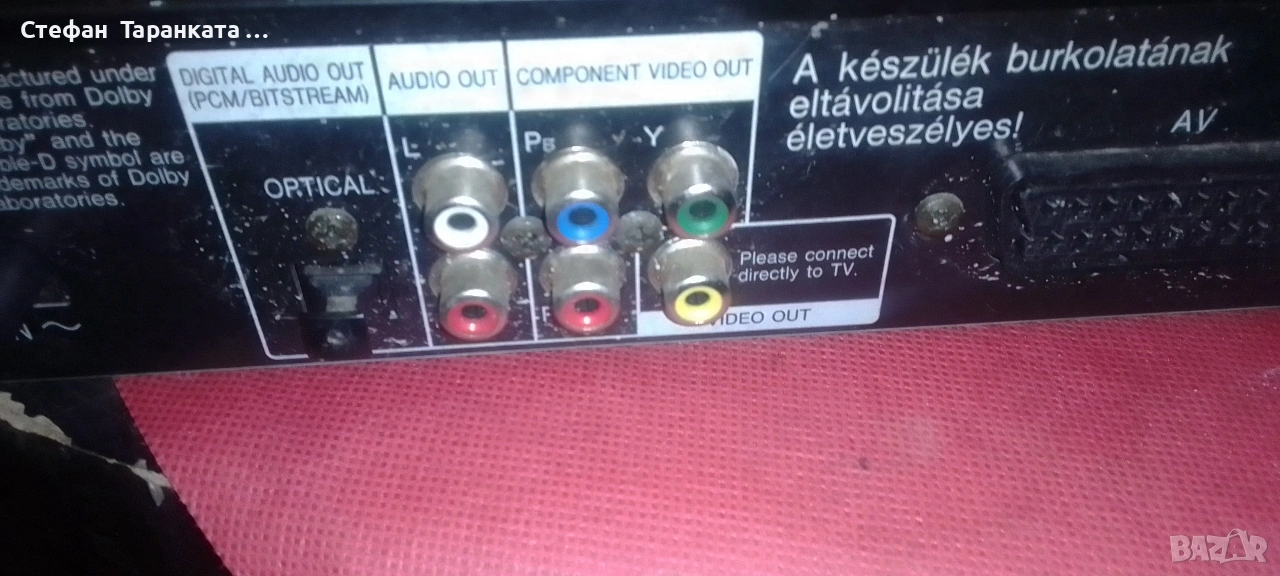 Стефан Таранката ...
actured under
e from Dolby
oratories.
by" and the
ble-D symbol are
demarks of Dolby
aboratories.
DIGITAL AUDIO OUT
(PCM/BITSTREAM)
OPTICAL
AUDIO OUT
L
COMPONENT VIDEO OUT
PB
Y
Please connect
directly to TV.
VIDEO OUT
A készülék burkolatának
eltávolitása
életveszélyes!
AV
BAZAR